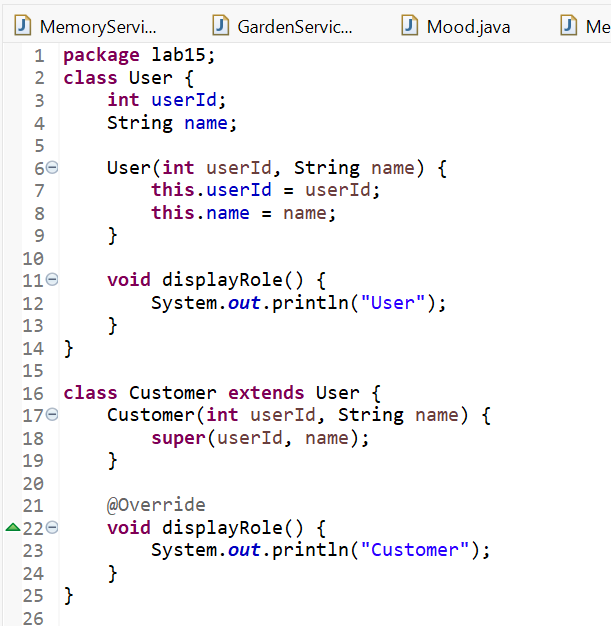 MemoryServi... GardenServic... Mood.java Me
1 package lab15;
2 class User {
3     int userId;
4     String name;
5
6     User(int userId, String name) {
7         this.userId = userId;
8         this.name = name;
9     }
10
11     void displayRole() {
12         System.out.println("User");
13     }
14 }
15
16 class Customer extends User {
17     Customer(int userId, String name) {
18         super(userId, name);
19     }
20
21     @Override
22     void displayRole() {
23         System.out.println("Customer");
24     }
25 }
26